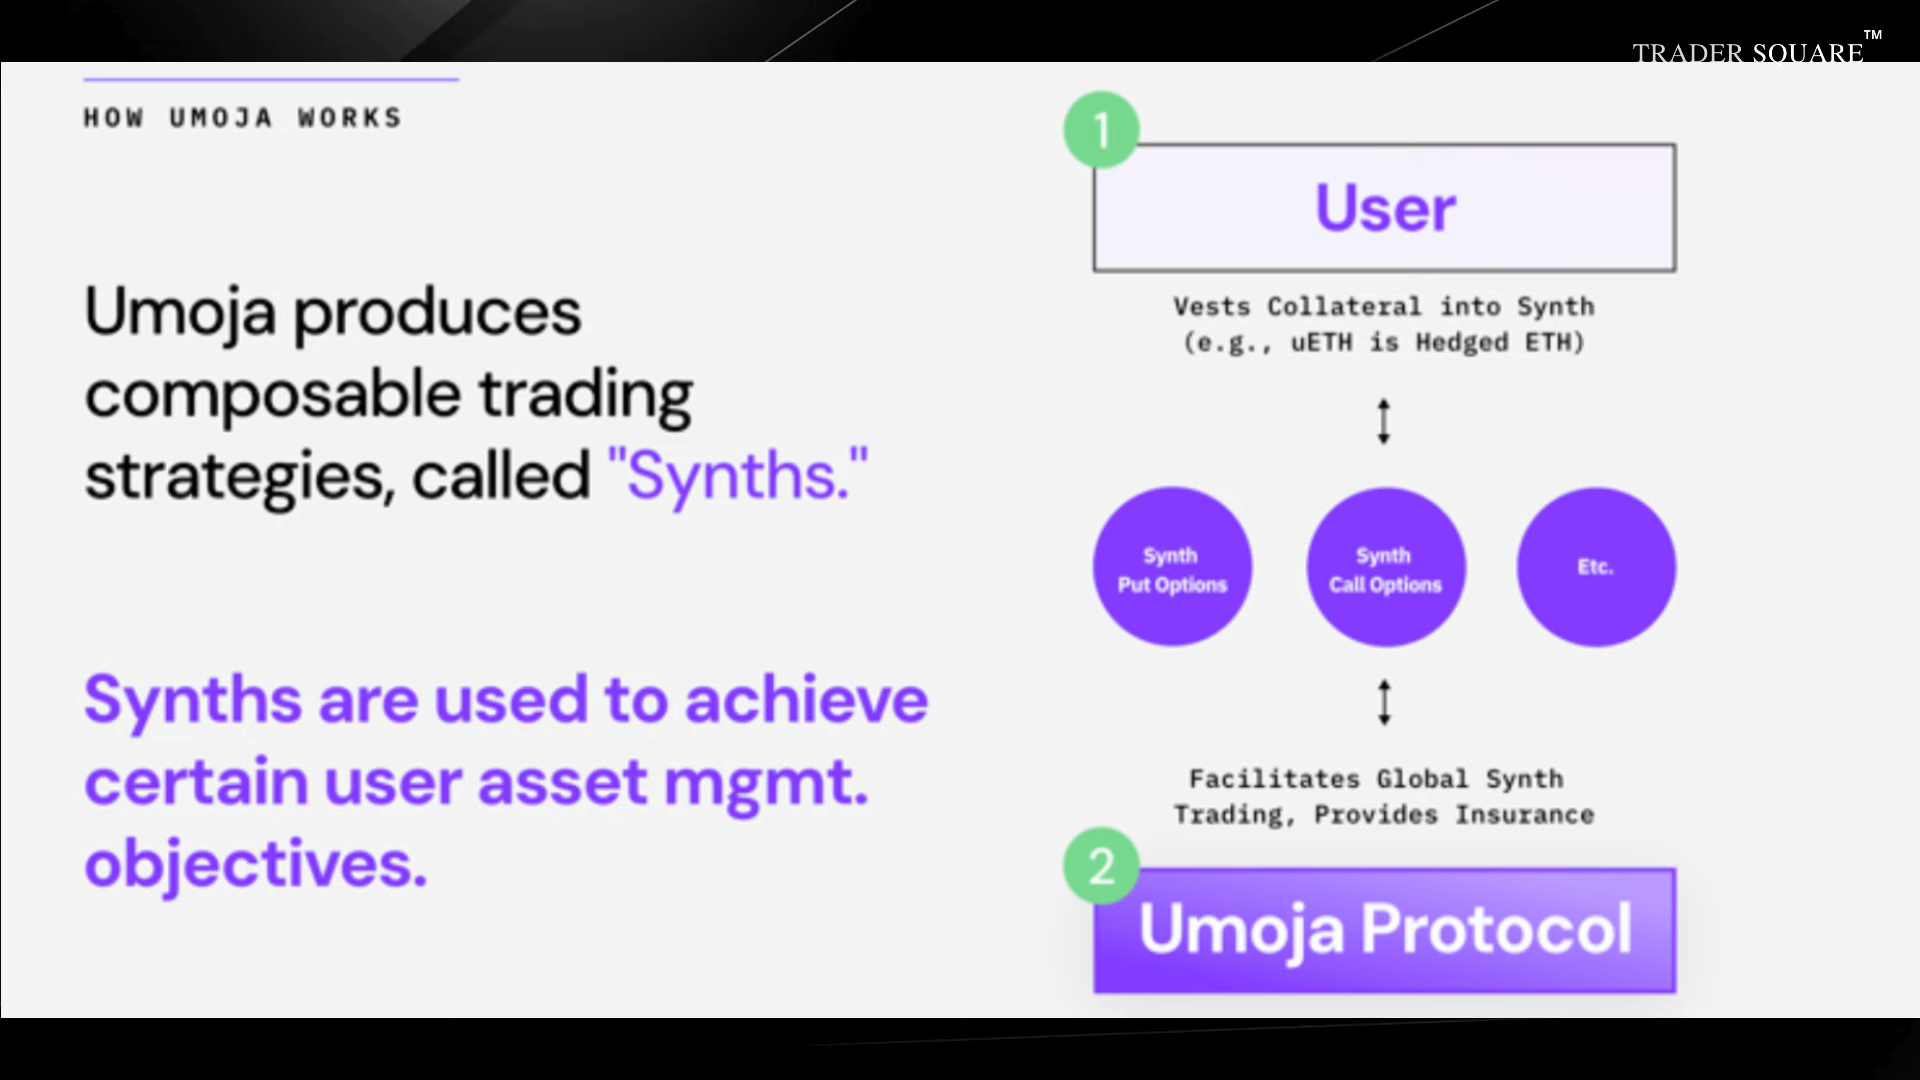 TRADER SQUARE™
HOW UMOJA WORKS
Umoja produces
composable trading
strategies, called "Synths."
Synths are used to achieve
certain user asset mgmt.
objectives.
1
User
Vests Collateral into Synth
(e.g., uETH is Hedged ETH)
Synth
Put Options
Synth
Call Options
Etc.
Facilitates Global Synth
Trading, Provides Insurance
2
Umoja Protocol